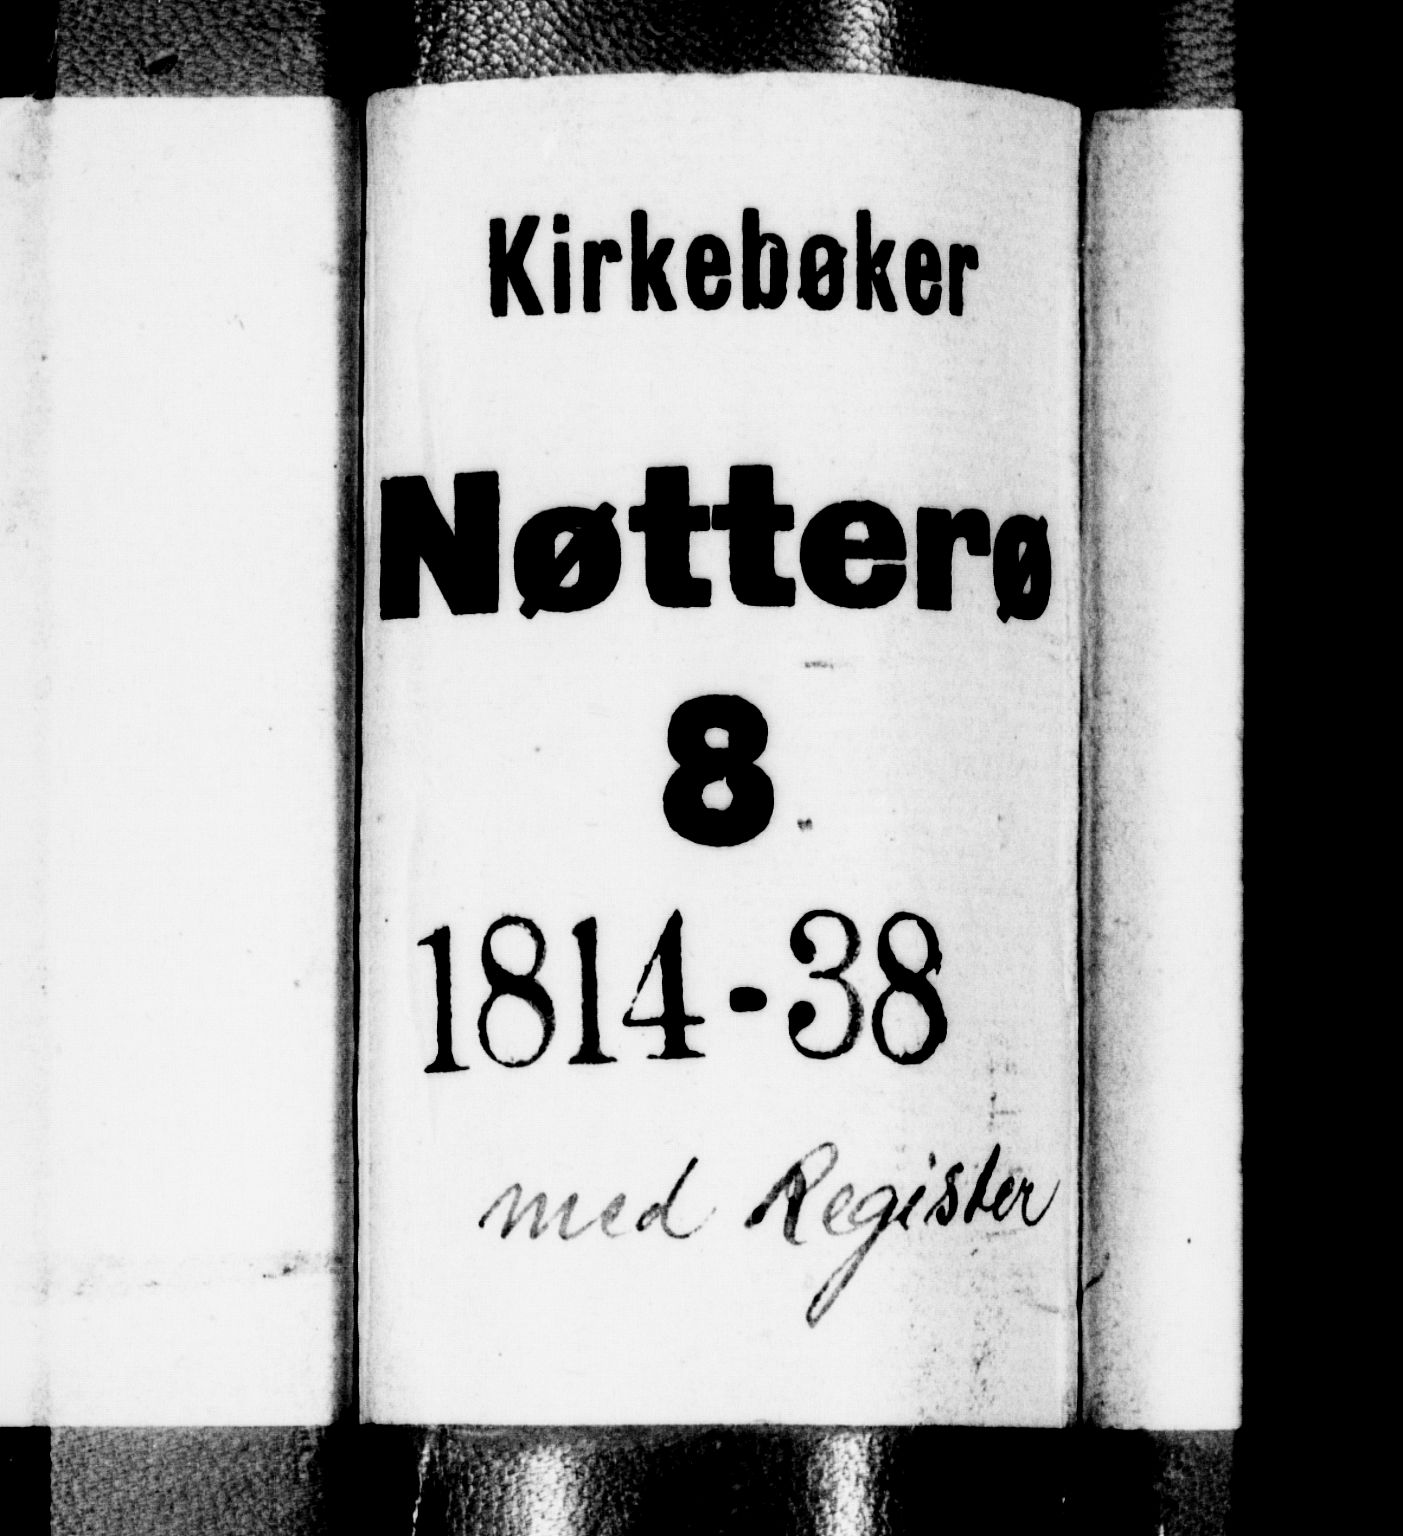 Kirkebøker
Nøtterø
8
1814-38
med Register